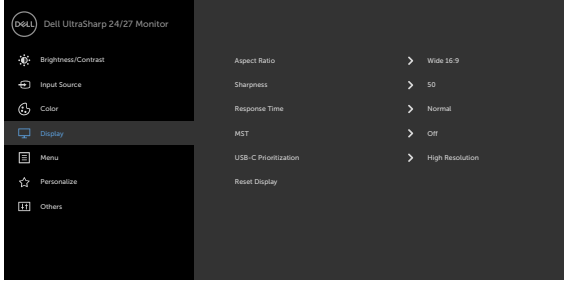 DELL Dell UltraSharp 24/27 Monitor
Brightness/Contrast
Input Source
Color
Display
Menu
Personalize
Others
Aspect Ratio Wide 16:9
Sharpness 50
Response Time Normal
MST Off
USB-C Prioritization High Resolution
Reset Display